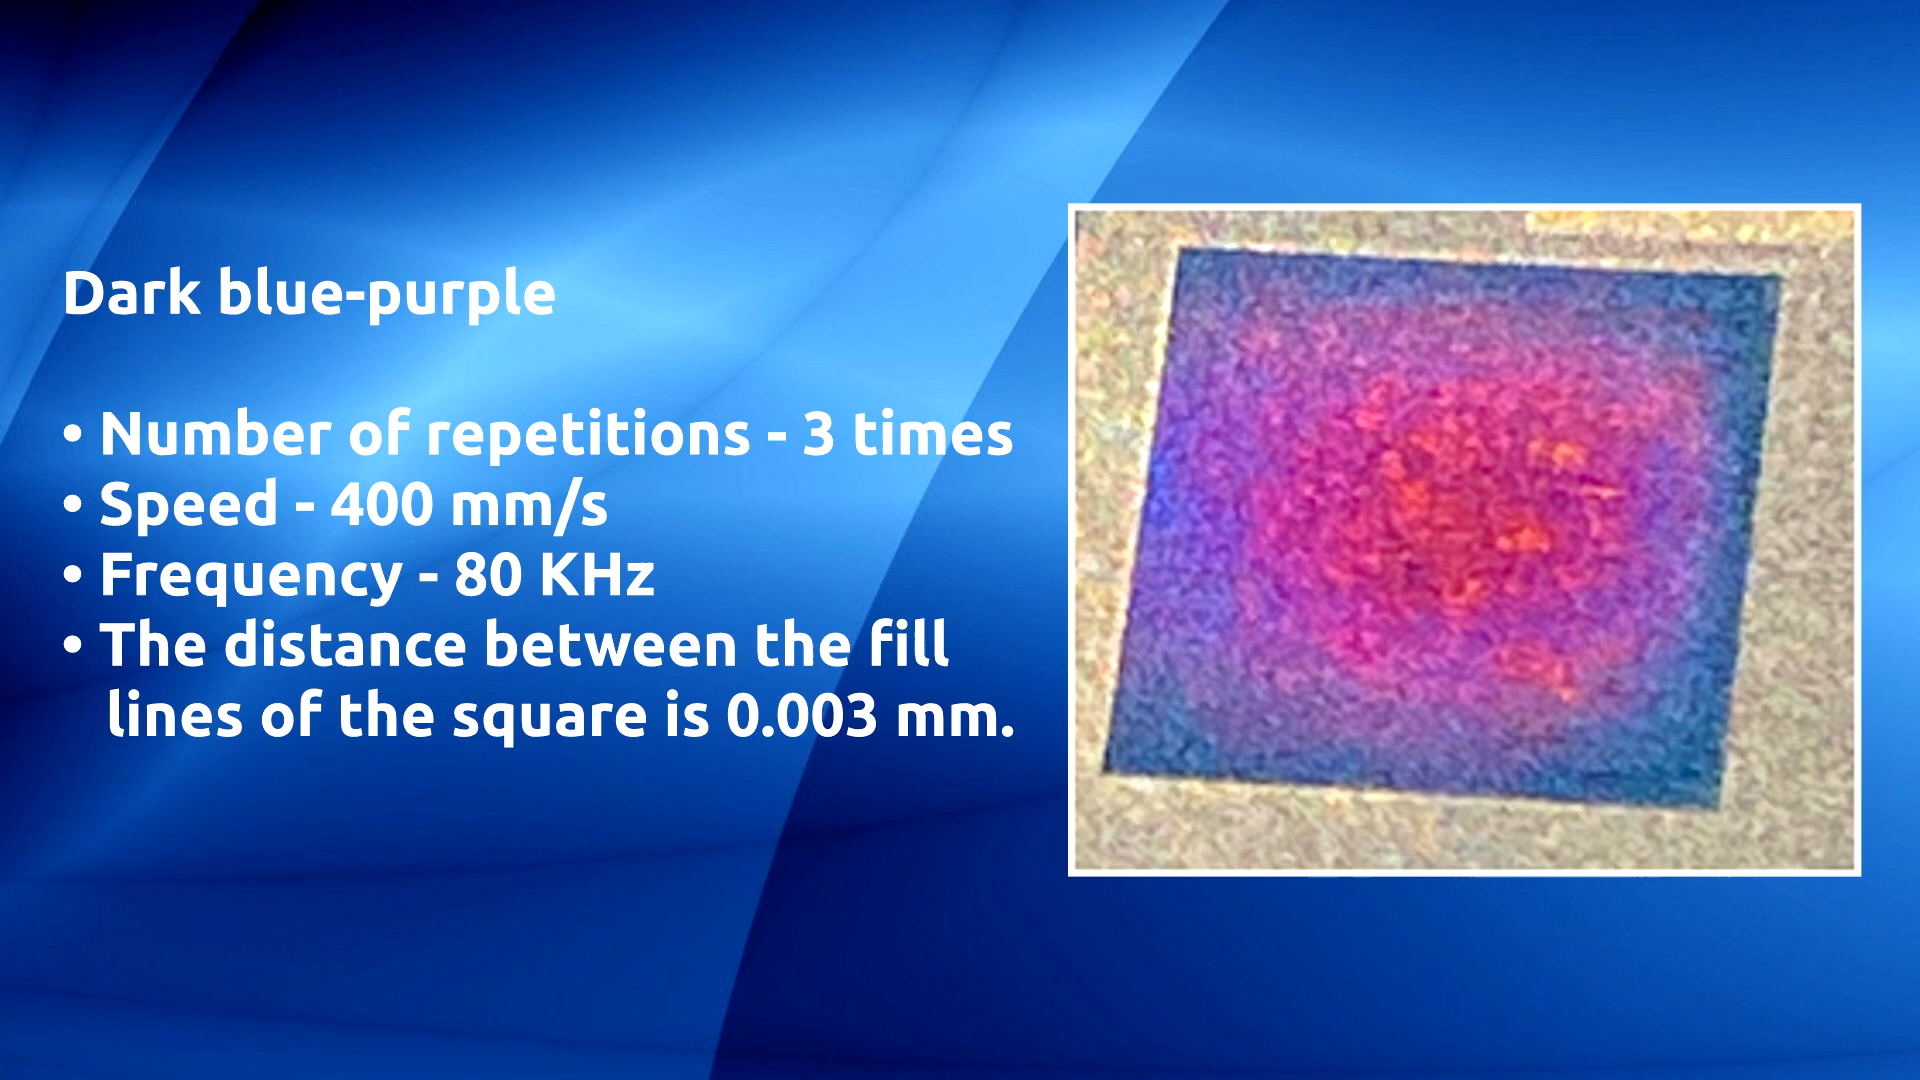 Dark blue-purple
• Number of repetitions - 3 times
• Speed - 400 mm/s
• Frequency - 80 KHz
• The distance between the fill
lines of the square is 0.003 mm.